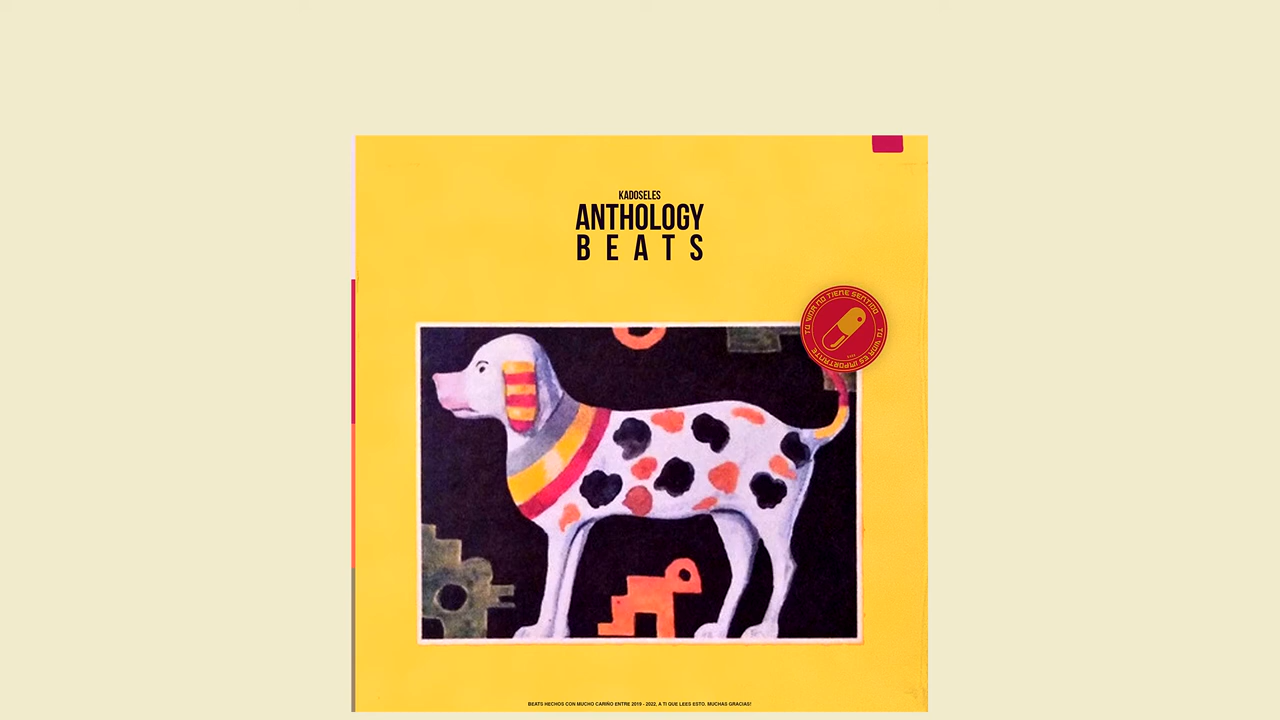 KADOSELES
ANTHOLOGY
BEATS
TU VIDA NO TIENE SENTIDO
TU VIDA ES IMPORTANTE
BEATS HECHOS CON MUCHO CARIÑO ENTRE 2019 - 2022, A TI QUE LEES ESTO. MUCHAS GRACIAS!